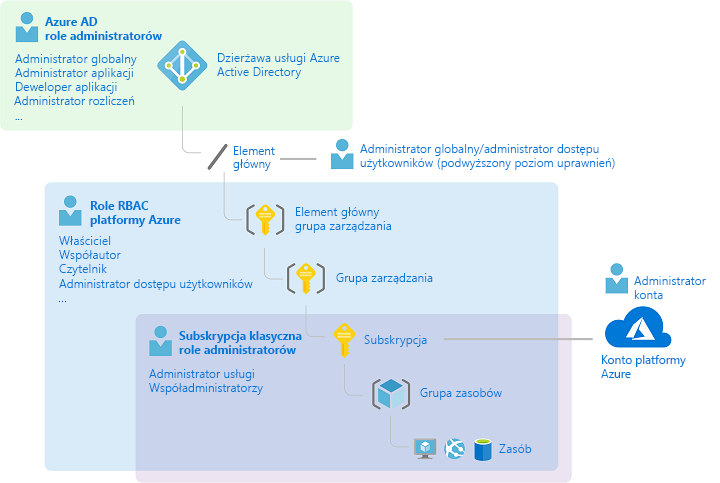 Azure AD
role administratorów
Administrator globalny
Administrator aplikacji
Deweloper aplikacji
Administrator rozliczeń
...
Dzierżawa usługi Azure
Active Directory
Element
główny
Administrator globalny/administrator dostępu
użytkowników (podwyższony poziom uprawnień)
Role RBAC
platformy Azure
Właściciel
Współautor
Czytelnik
Administrator dostępu użytkowników
...
Element główny
grupa zarządzania
Grupa zarządzania
Administrator
konta
Konto platformy
Azure
Subskrypcja klasyczna
role administratorów
Administrator usługi
Współadministratorzy
Subskrypcja
Grupa zasobów
Zasób